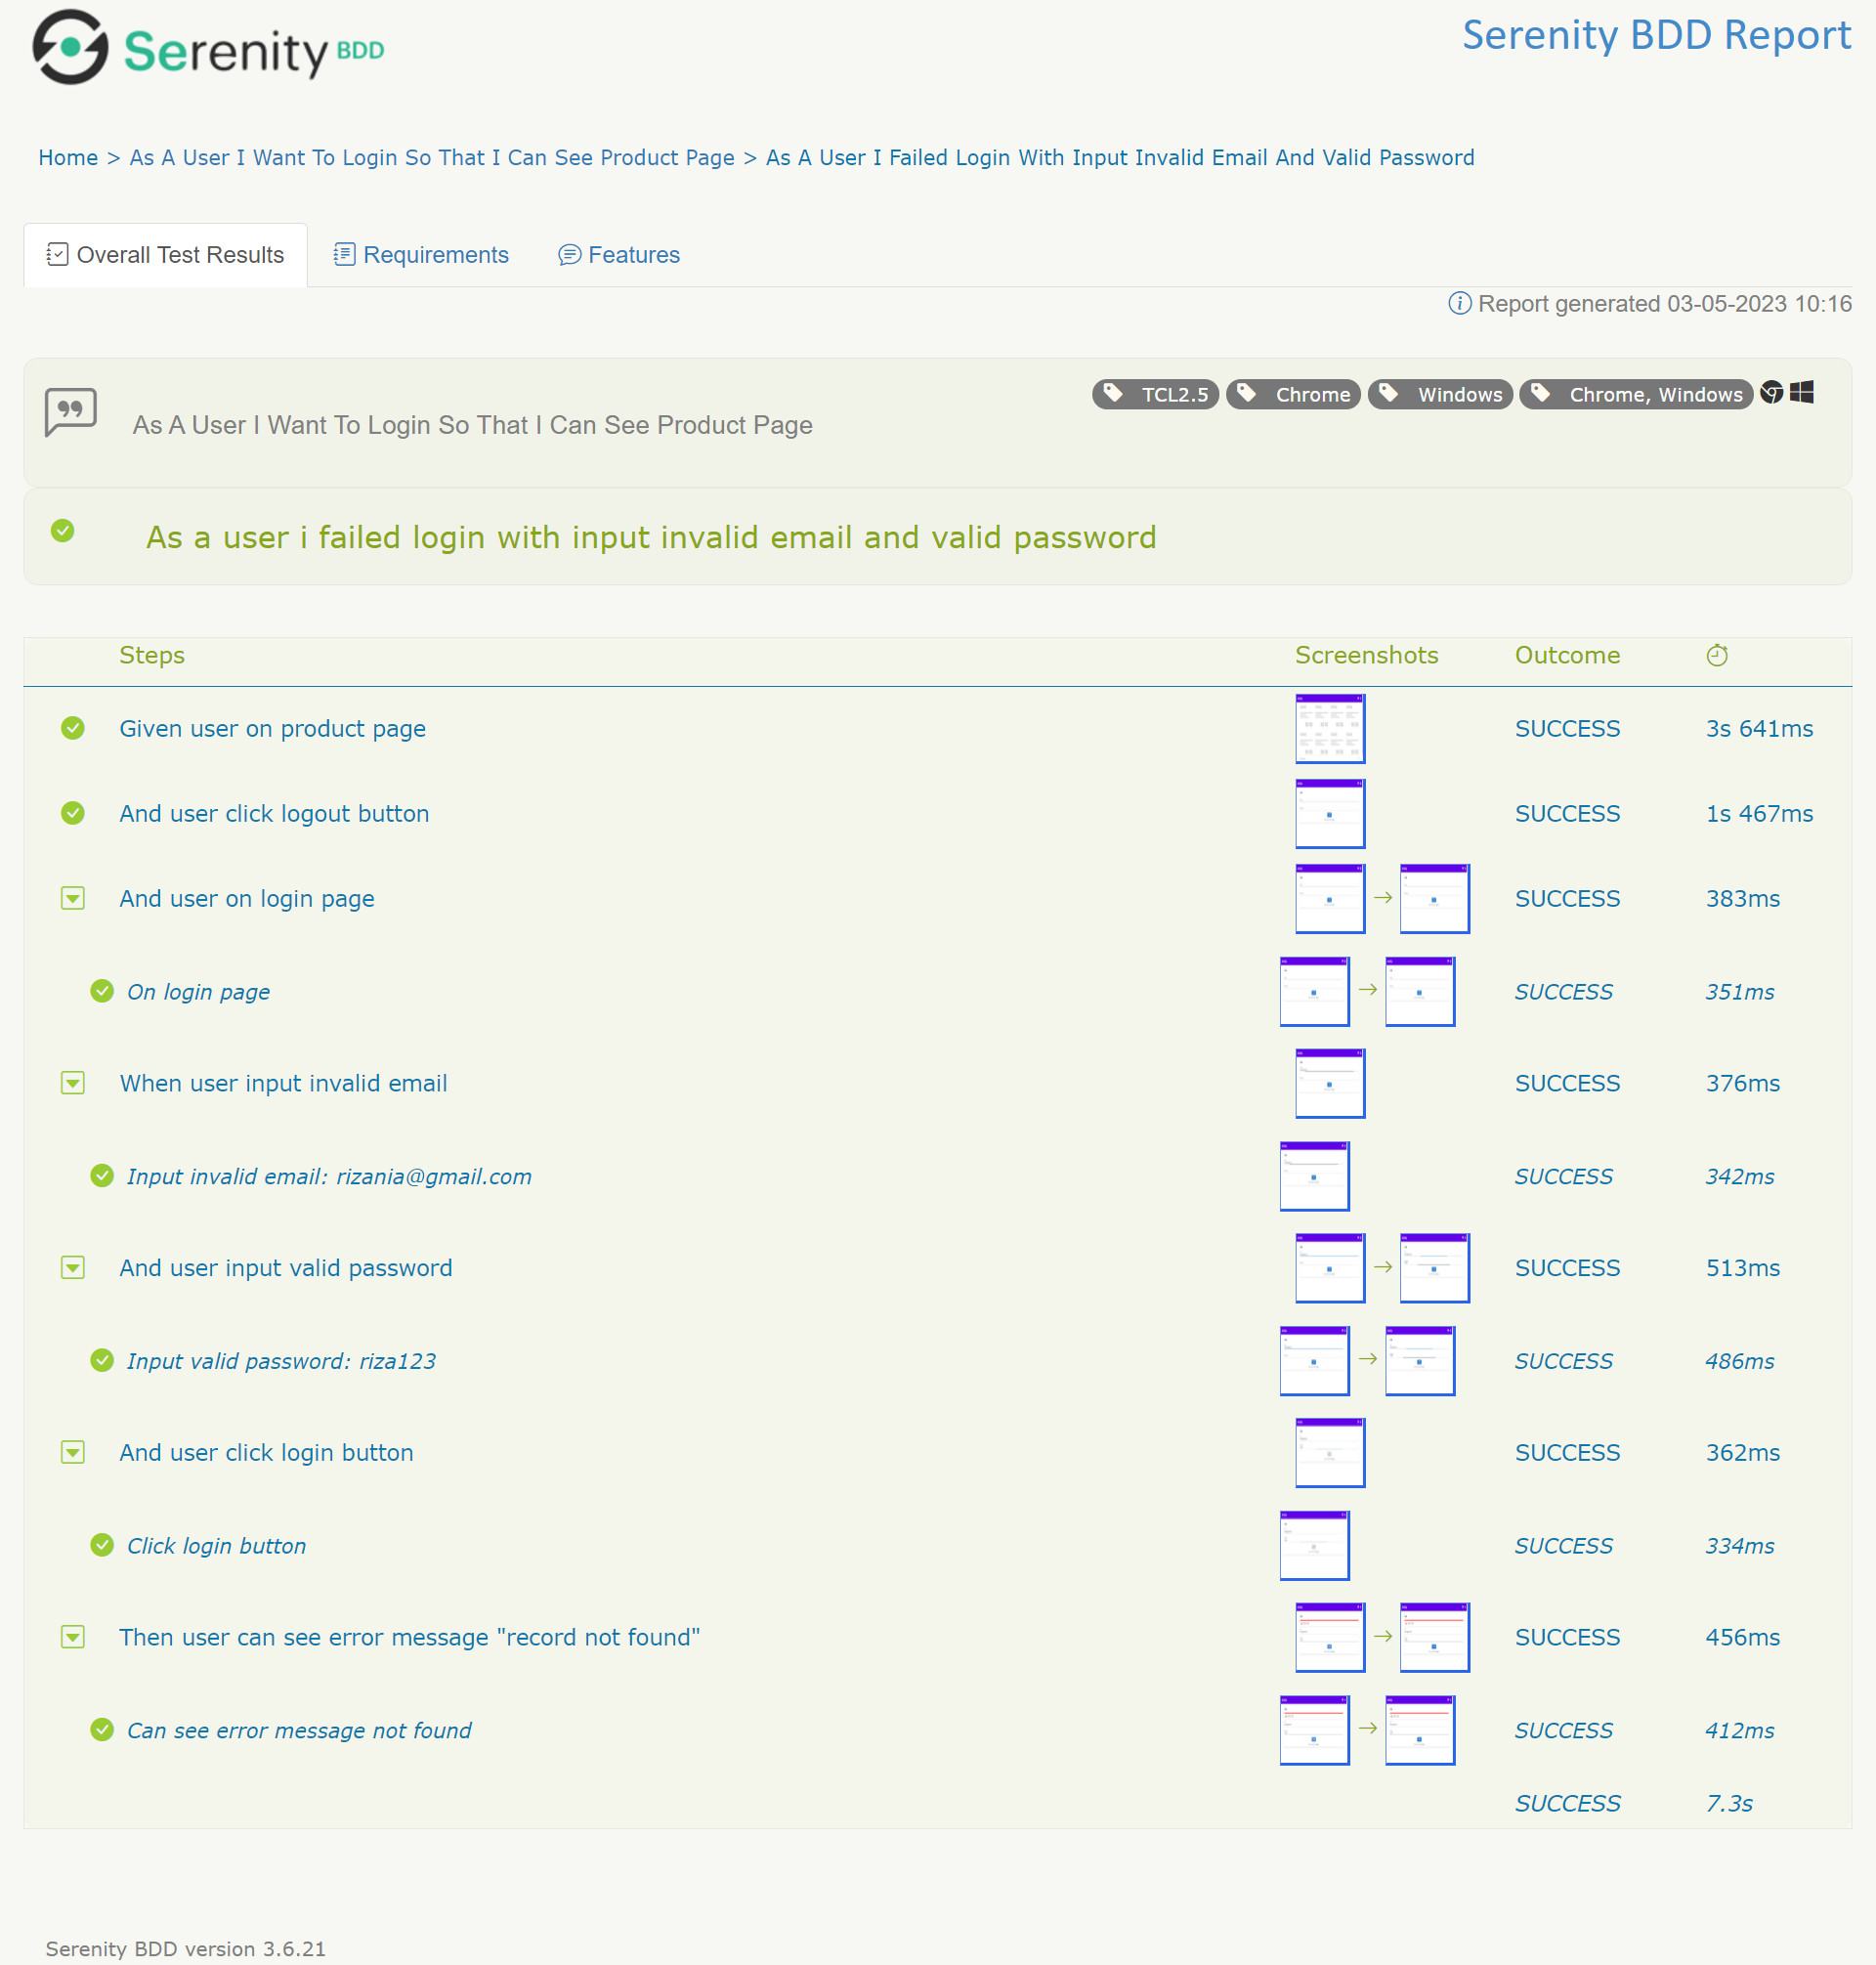 Serenity BDD
Serenity BDD Report
Home > As A User I Want To Login So That I Can See Product Page > As A User I Failed Login With Input Invalid Email And Valid Password
Overall Test Results Requirements Features
Report generated 03-05-2023 10:16
TCL2.5 Chrome Windows Chrome, Windows
As A User I Want To Login So That I Can See Product Page
As a user i failed login with input invalid email and valid password
Steps Screenshots Outcome
Given user on product page SUCCESS 3s 641ms
And user click logout button SUCCESS 1s 467ms
And user on login page SUCCESS 383ms
On login page SUCCESS 351ms
When user input invalid email SUCCESS 376ms
Input invalid email: rizania@gmail.com SUCCESS 342ms
And user input valid password SUCCESS 513ms
Input valid password: riza123 SUCCESS 486ms
And user click login button SUCCESS 362ms
Click login button SUCCESS 334ms
Then user can see error message "record not found" SUCCESS 456ms
Can see error message not found SUCCESS 412ms
SUCCESS 7.3s
Serenity BDD version 3.6.21